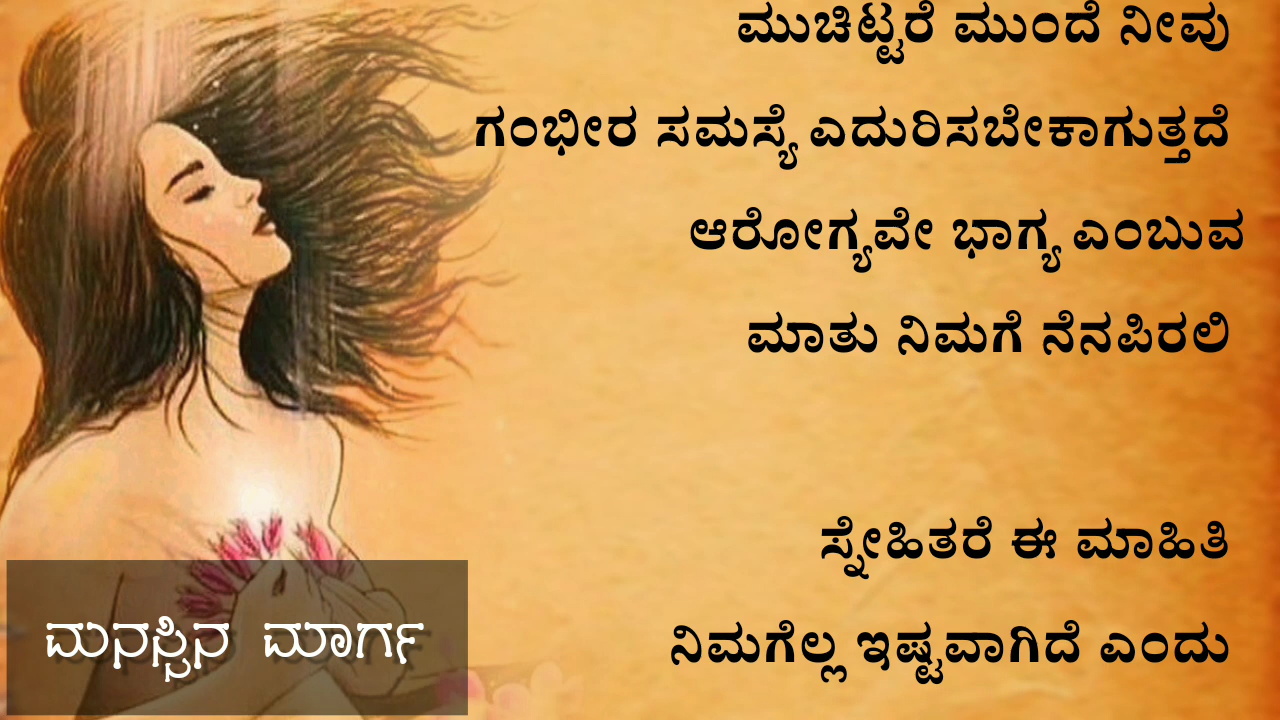 ಮುಚಿಟ್ಟರೆ ಮುಂದೆ ನೀವು
ಗಂಭೀರ ಸಮಸ್ಯೆ ಎದುರಿಸಬೇಕಾಗುತ್ತದೆ
ಆರೋಗ್ಯವೇ ಭಾಗ್ಯ ಎಂಬುವ
ಮಾತು ನಿಮಗೆ ನೆನಪಿರಲಿ
ಸ್ನೇಹಿತರೆ ಈ ಮಾಹಿತಿ
ನಿಮಗೆಲ್ಲ ಇಷ್ಟವಾಗಿದೆ ಎಂದು
ಮನಸ್ಸಿನ ಮಾರ್ಗ